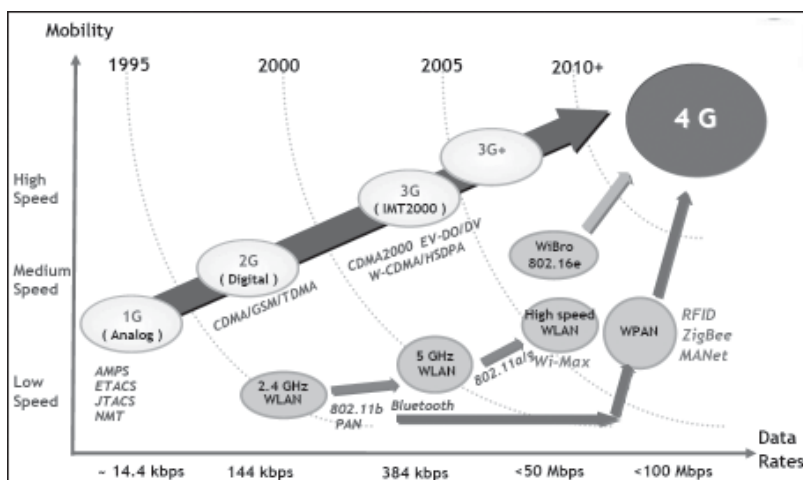 Mobility
1995
2000
2005
2010+
4 G
3G+
High
Speed
3G
( IMT2000 )
WiBro
802.16e
CDMA2000 EV-DO/DV
W-CDMA/HSDPA
Medium
Speed
2G
( Digital )
CDMA/GSM/TDMA
1G
( Analog )
High speed
WLAN
WPAN
RFID
ZigBee
MANet
5 GHz
WLAN
802.11a/g
Wi-Max
AMPS
ETACS
JTACS
NMT
Low
Speed
2.4 GHz
WLAN
802.11b
PAN
Bluetooth
Data
Rates
~ 14.4 kbps
144 kbps
384 kbps
<50 Mbps
<100 Mbps